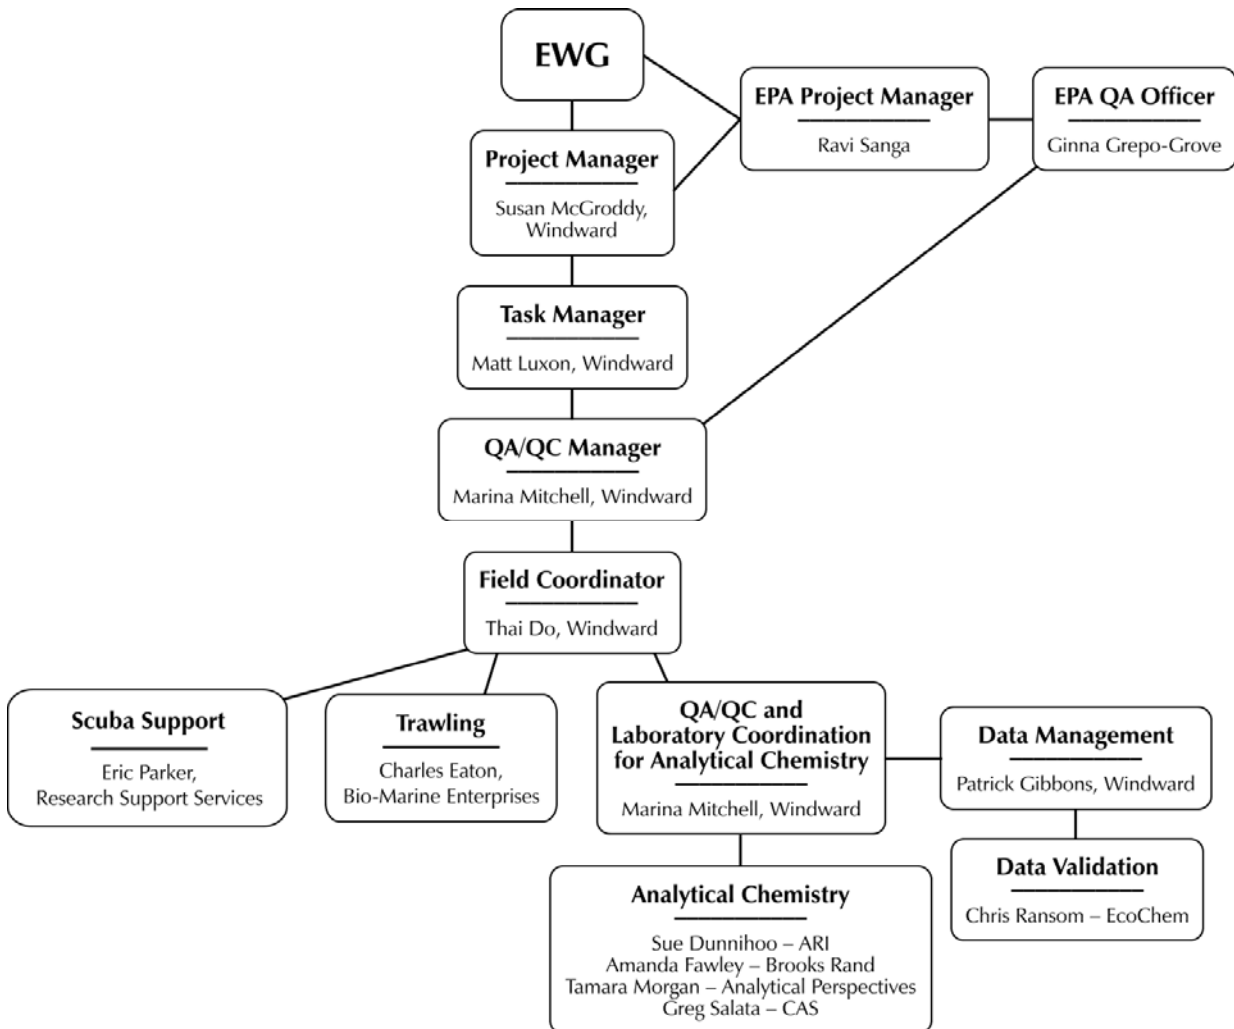 EWG
EPA Project Manager
Ravi Sanga
EPA QA Officer
Ginna Grepo-Grove
Project Manager
Susan McGroddy,
Windward
Task Manager
Matt Luxon, Windward
QA/QC Manager
Marina Mitchell, Windward
Field Coordinator
Thai Do, Windward
Scuba Support
Eric Parker,
Research Support Services
Trawling
Charles Eaton,
Bio-Marine Enterprises
QA/QC and
Laboratory Coordination
for Analytical Chemistry
Marina Mitchell, Windward
Data Management
Patrick Gibbons, Windward
Data Validation
Chris Ransom – EcoChem
Analytical Chemistry
Sue Dunnihoo – ARI
Amanda Fawley – Brooks Rand
Tamara Morgan – Analytical Perspectives
Greg Salata – CAS